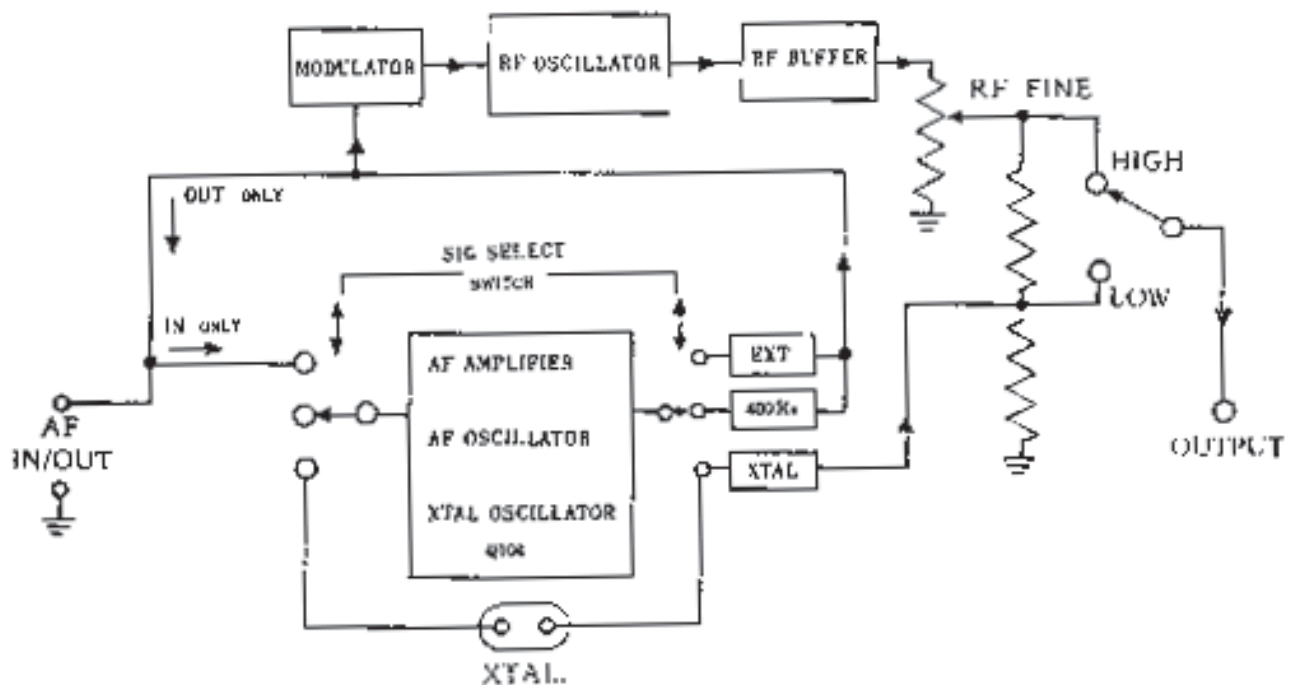 MODULATOR
RF OSCILLATOR
RF BUFFER
RF FINE
HIGH
OUT ONLY
SIG SELECT
SWITCH
LOW
IN ONLY
AF AMPLIFIER
EXT
AF
IN/OUT
400Hz
AF OSCILLATOR
OUTPUT
XTAL
XTAL OSCILLATOR
XTAL